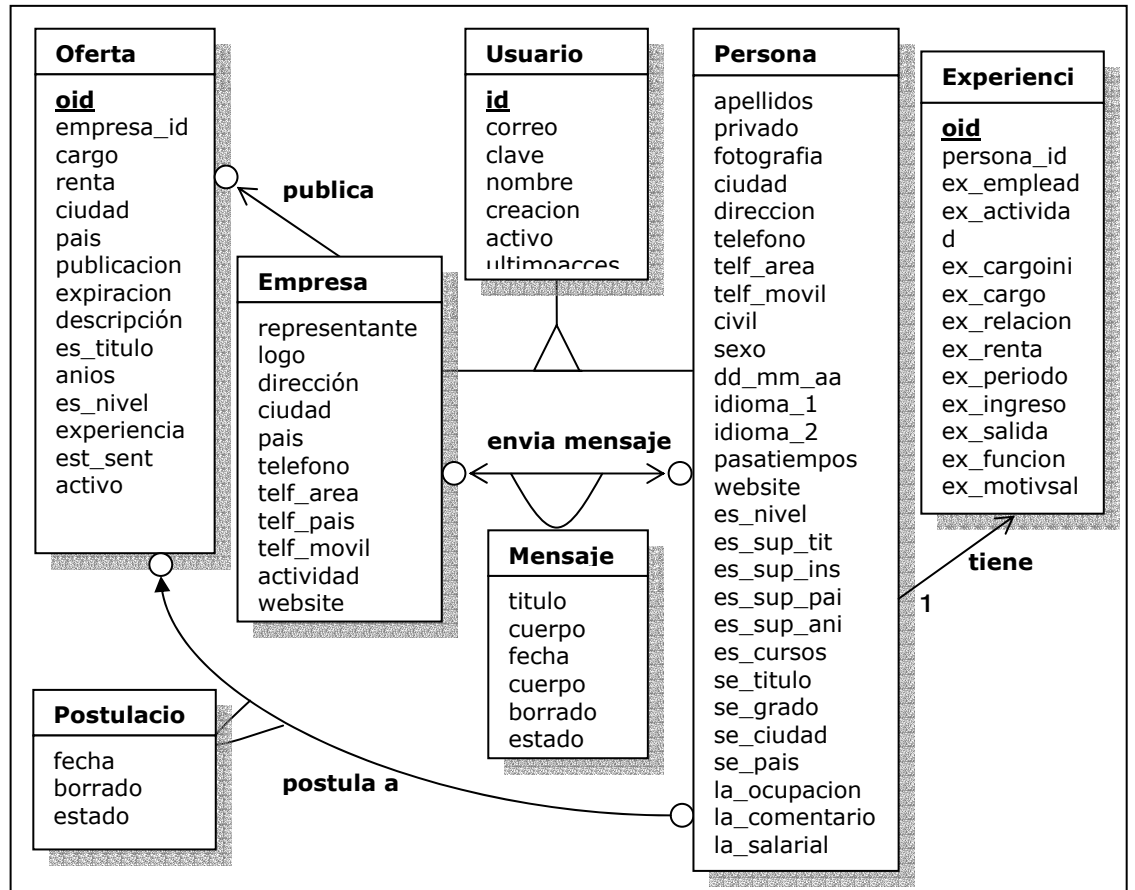 Oferta
oid
empresa_id
cargo
renta
ciudad
pais
publicacion
expiracion
descripción
es_titulo
anios
es_nivel
experiencia
est_sent
activo
publica
Usuario
id
correo
clave
nombre
creacion
activo
ultimoacces
Empresa
representante
logo
dirección
ciudad
pais
telefono
telf_area
telf_pais
telf_movil
actividad
website
envia mensaje
Mensaje
titulo
cuerpo
fecha
cuerpo
borrado
estado
Persona
apellidos
privado
fotografia
ciudad
direccion
telefono
telf_area
telf_movil
civil
sexo
dd_mm_aa
idioma_1
idioma_2
pasatiempos
website
es_nivel
es_sup_tit
es_sup_ins
es_sup_pai
es_sup_ani
es_cursos
se_titulo
se_grado
se_ciudad
se_pais
la_ocupacion
la_comentario
la_salarial
Experienci
oid
persona_id
ex_emplead
ex_activida
d
ex_cargoini
ex_cargo
ex_relacion
ex_renta
ex_periodo
ex_ingreso
ex_salida
ex_funcion
ex_motivsal
tiene
1
Postulacio
fecha
borrado
estado
postula a